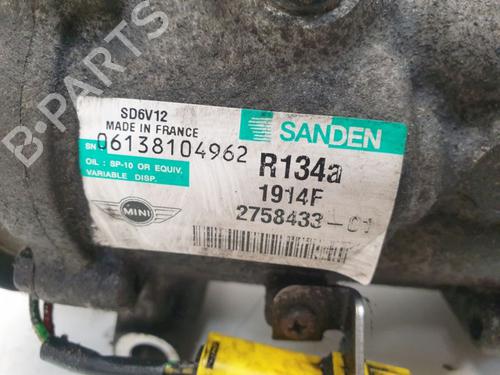 SD6V12
MADE IN FRANCE
SN 06138104962
OIL : SP-10 OR EQUIV.
VARIABLE DISP.
SANDEN
R134a
1914F
2758433-01
MINI
B-PARTS